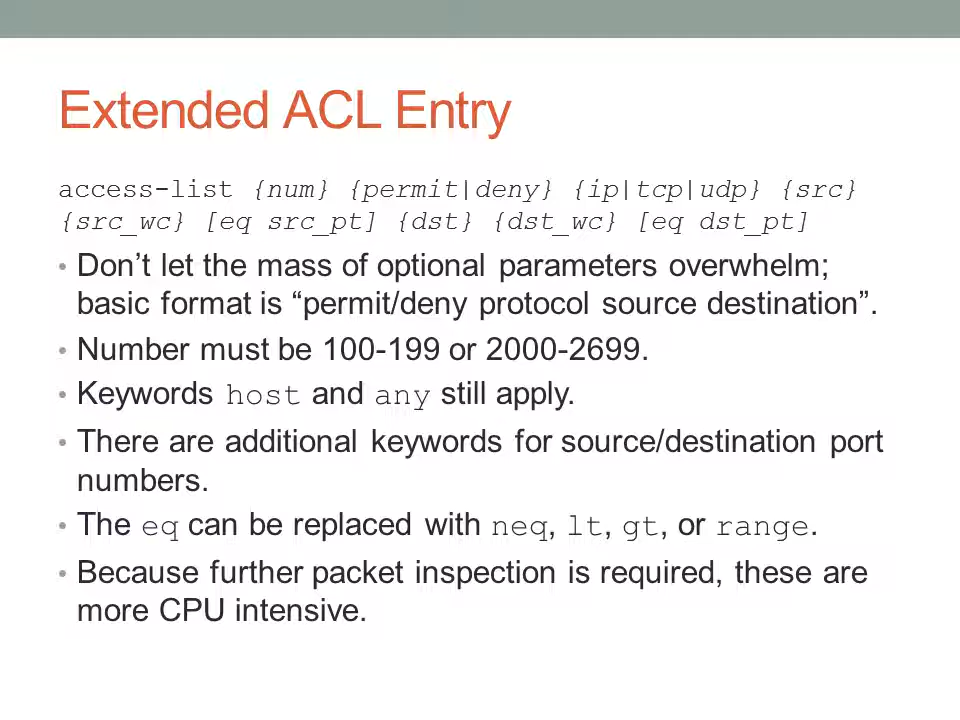 Extended ACL Entry
access-list {num} {permit|deny} {ip|tcp|udp} {src}
{src_wc} [eq src_pt] {dst} {dst_wc} [eq dst_pt]
• Don’t let the mass of optional parameters overwhelm;
basic format is “permit/deny protocol source destination”.
• Number must be 100-199 or 2000-2699.
• Keywords host and any still apply.
• There are additional keywords for source/destination port
numbers.
• The eq can be replaced with neq, lt, gt, or range.
• Because further packet inspection is required, these are
more CPU intensive.